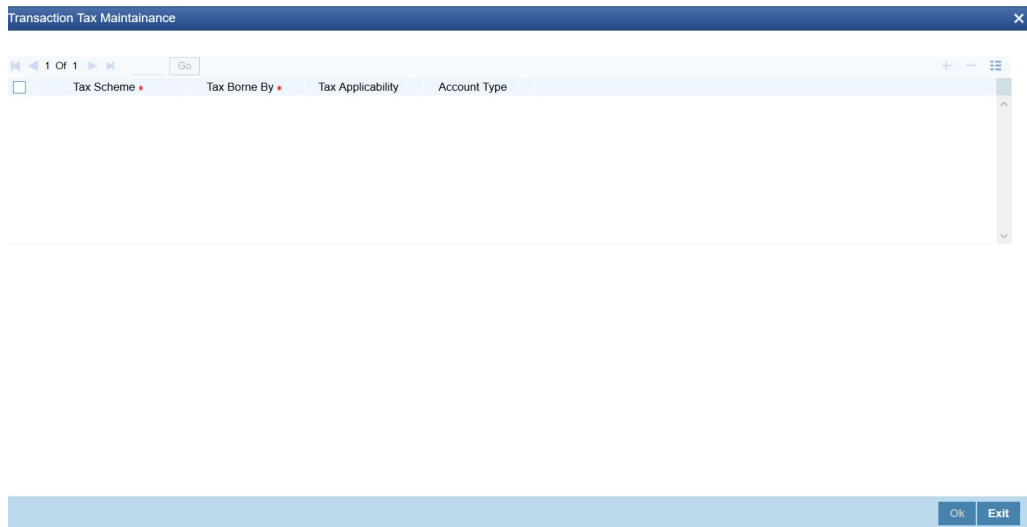 Transaction Tax Maintainance
1 Of 1 Go
Tax Scheme * Tax Borne By * Tax Applicability Account Type
Ok Exit